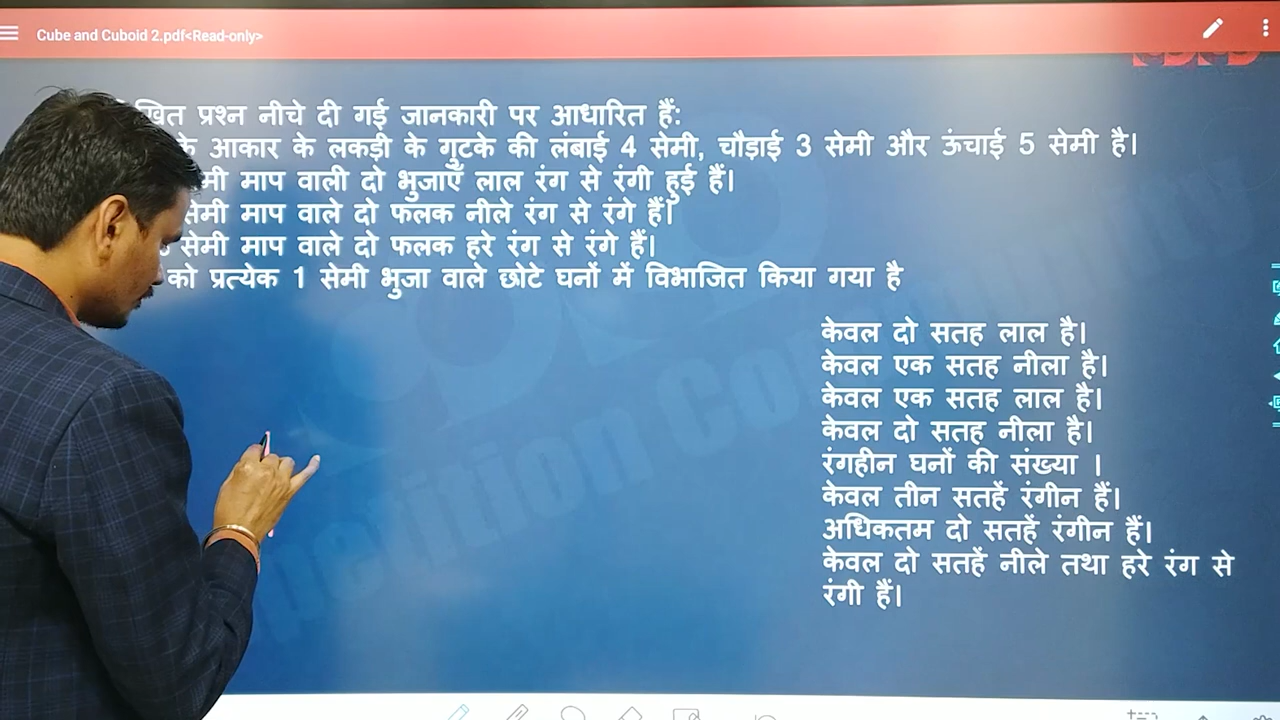 Cube and Cuboid 2.pdf<Read-only>
प्रश्न नीचे दी गई जानकारी पर आधारित हैं:
के आकार के लकड़ी के गुटके की लंबाई 4 सेमी, चौड़ाई 3 सेमी और ऊंचाई 5 सेमी है।
माप वाली दो भुजाएँ लाल रंग से रंगी हुई हैं।
सेमी माप वाले दो फलक नीले रंग से रंगे हैं।
सेमी माप वाले दो फलक हरे रंग से रंगे हैं।
को प्रत्येक 1 सेमी भुजा वाले छोटे घनों में विभाजित किया गया है
केवल दो सतह लाल है।
केवल एक सतह नीला है।
केवल एक सतह लाल है।
केवल दो सतह नीला है।
रंगहीन घनों की संख्या ।
केवल तीन सतहें रंगीन हैं।
अधिकतम दो सतहें रंगीन हैं।
केवल दो सतहें नीले तथा हरे रंग से
रंगी हैं।